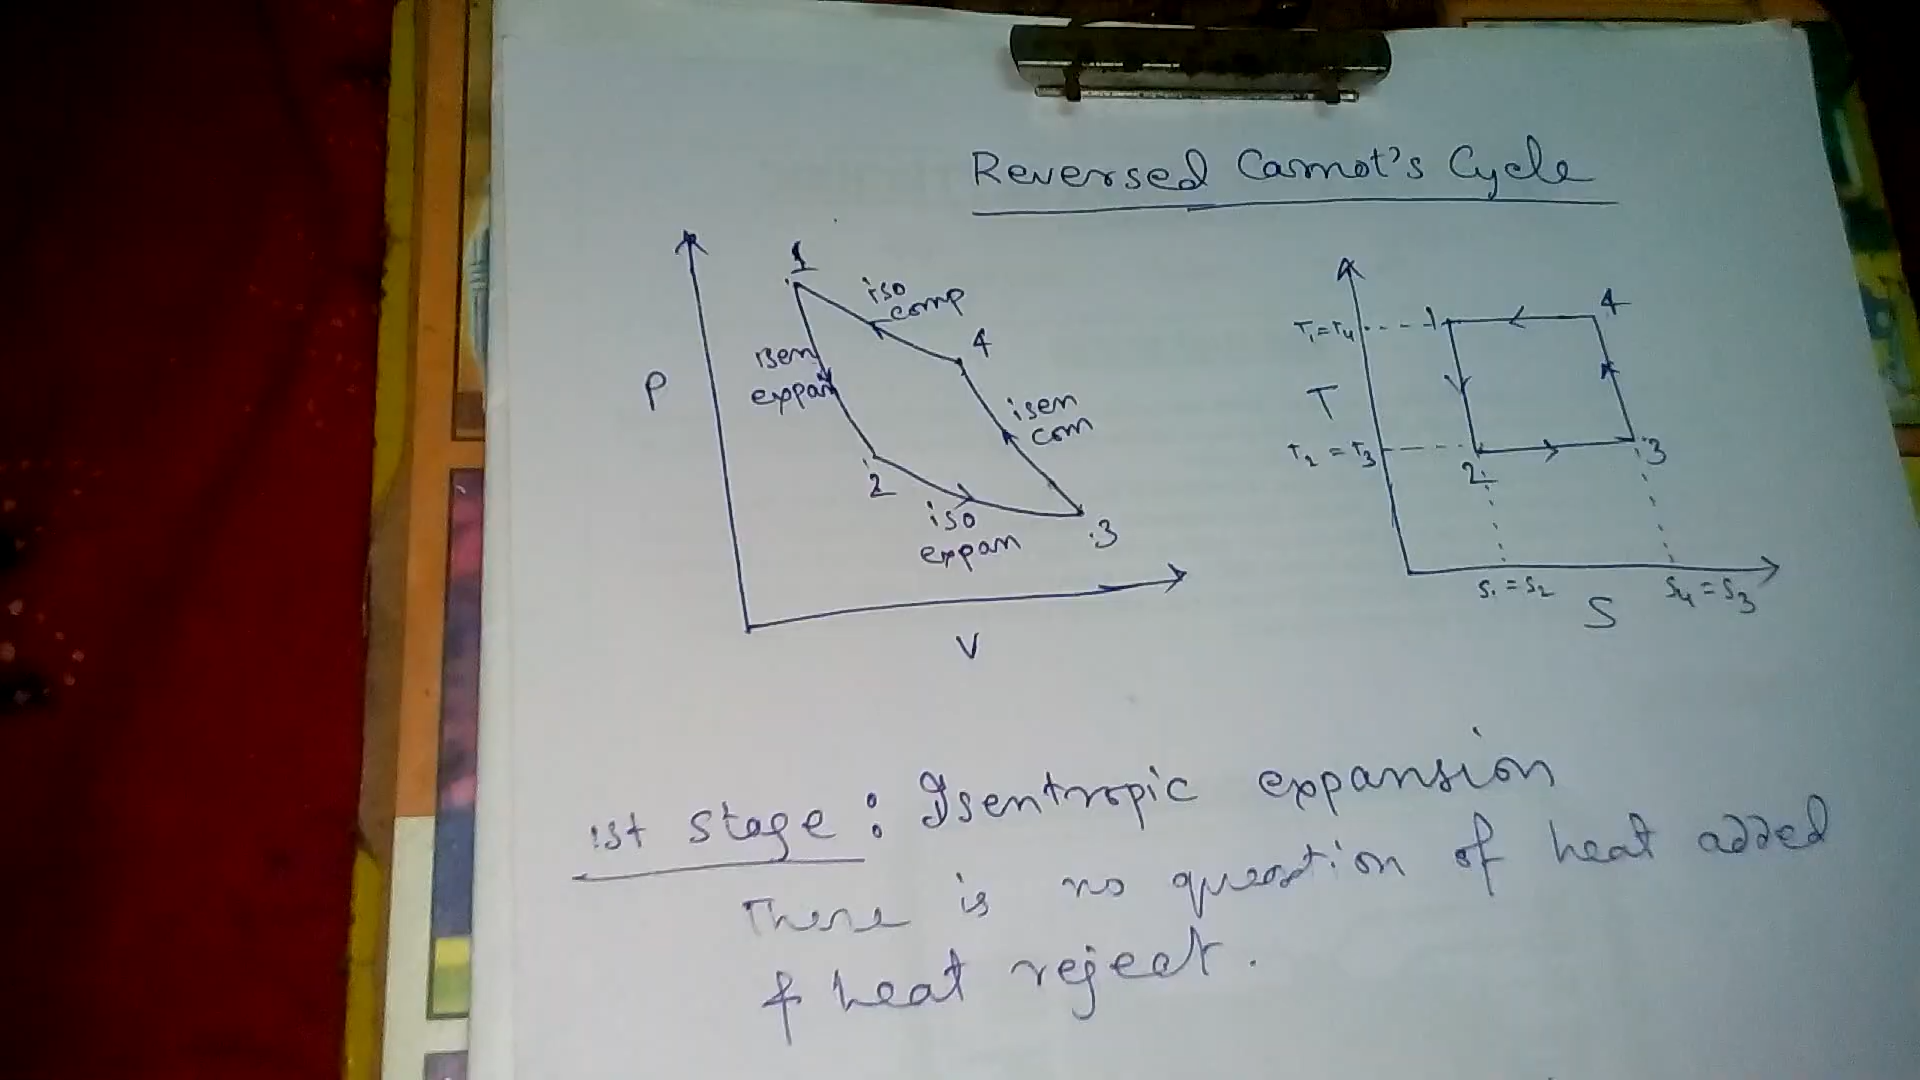 Reversed Carnot's Cycle
1
iso
comp
4
isen
expan
P
isen
com
2
iso
expan
3
V
T₁=T₄
1
4
T
T₂ = T₃
2
3
S₁ = S₂
S₄ = S₃
S
1st Stage : Isentropic expansion
There is no question of heat added
& heat reject.